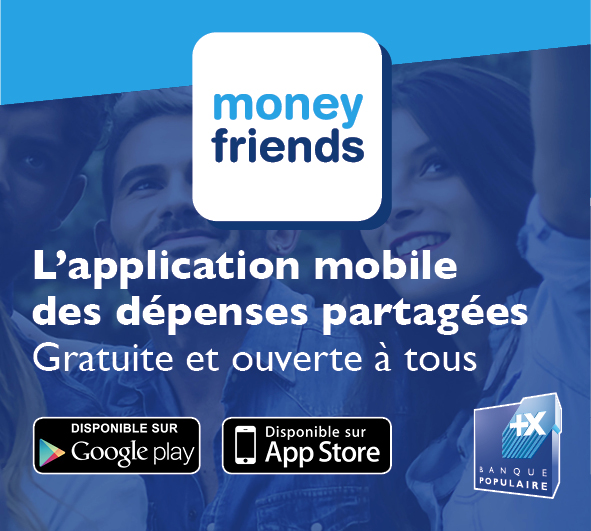 money
friends
L’application mobile
des dépenses partagées
Gratuite et ouverte à tous
DISPONIBLE SUR
Google play
Disponible sur
App Store
+X
BANQUE
POPULAIRE